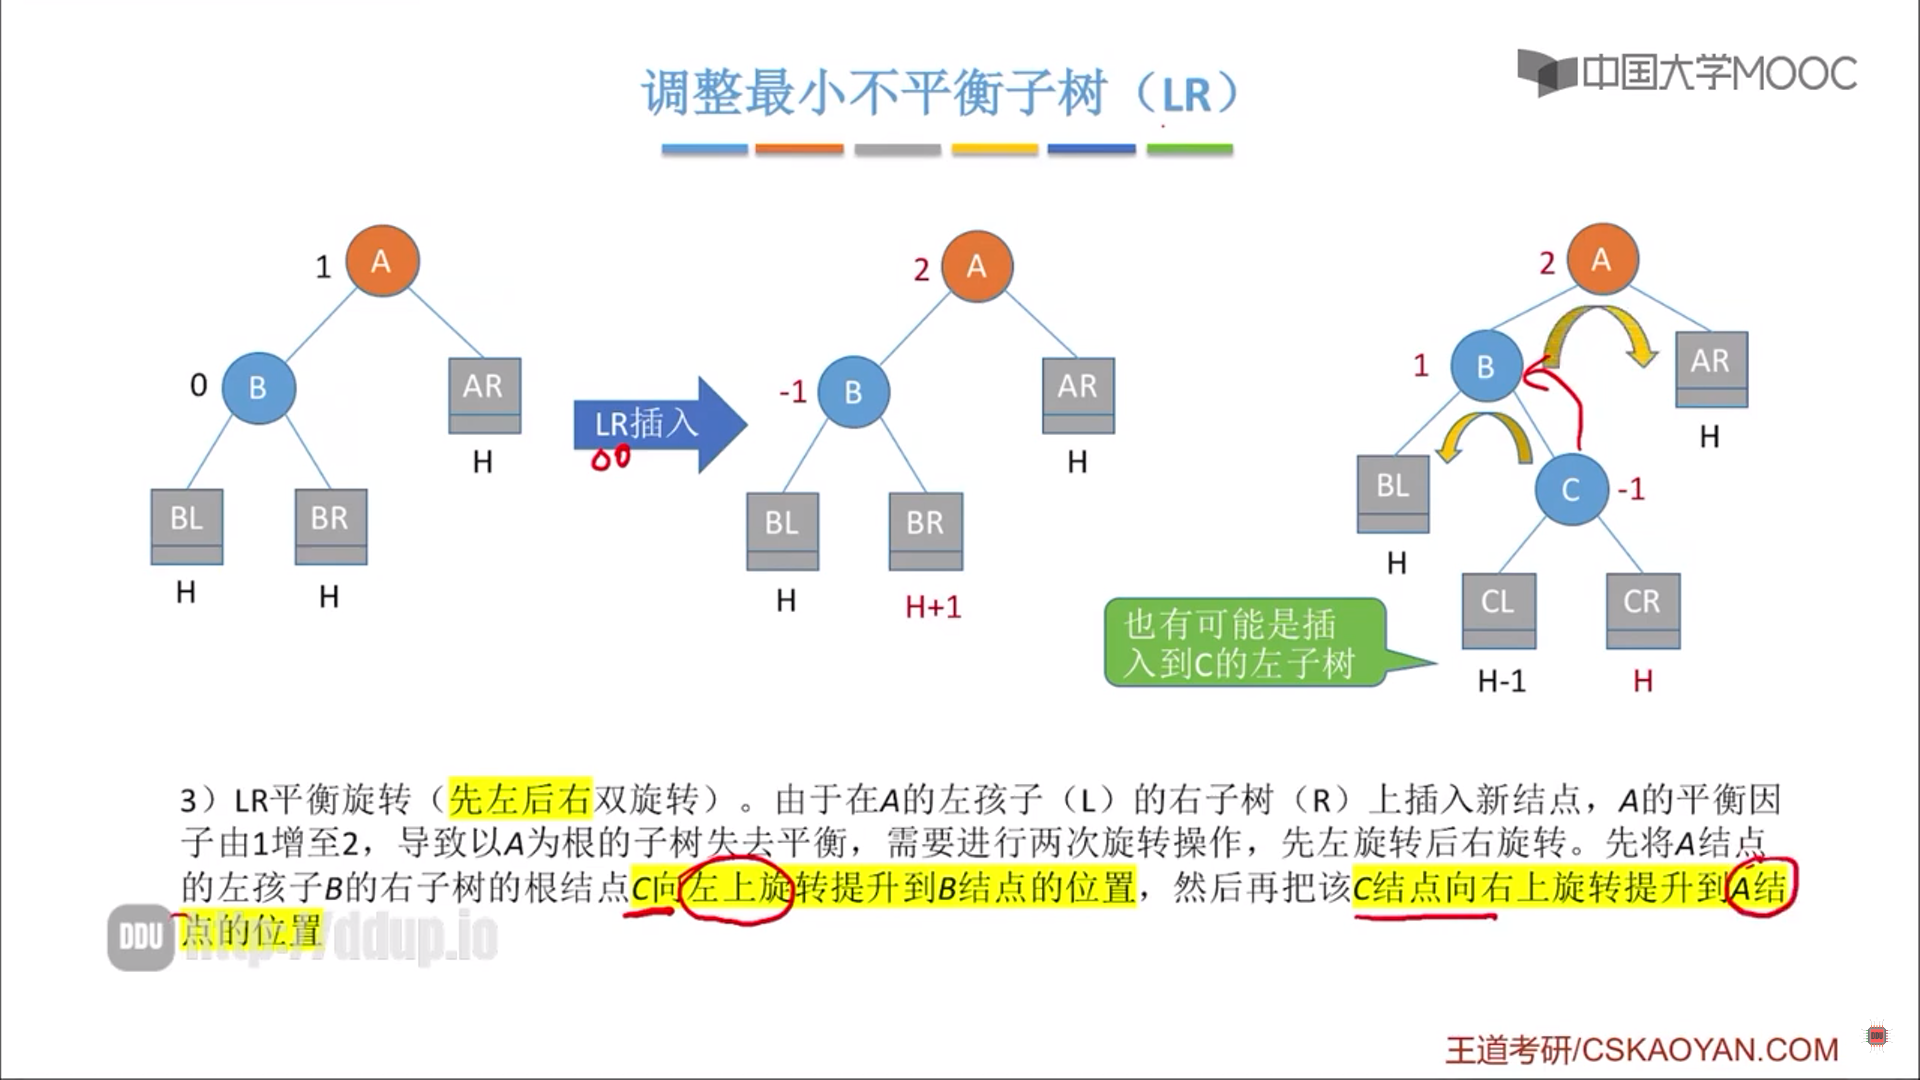 调整最小不平衡子树（LR）
中国大学MOOC
1 A
0 B
AR
H
BL
BR
H
H
LR插入
2 A
-1 B
AR
H
BL
BR
H
H+1
2 A
1 B
AR
H
BL
H
C -1
CL
CR
H-1
H
也有可能是插
入到C的左子树
3）LR平衡旋转（先左后右双旋转）。由于在A的左孩子（L）的右子树（R）上插入新结点，A的平衡因
子由1增至2，导致以A为根的子树失去平衡，需要进行两次旋转操作，先左旋转后右旋转。先将A结点
的左孩子B的右子树的根结点C向左上旋转提升到B结点的位置，然后再把该C结点向右上旋转提升到A结
点的位置
DDU http://ddup.io
王道考研/CSKAOYAN.COM
DDU